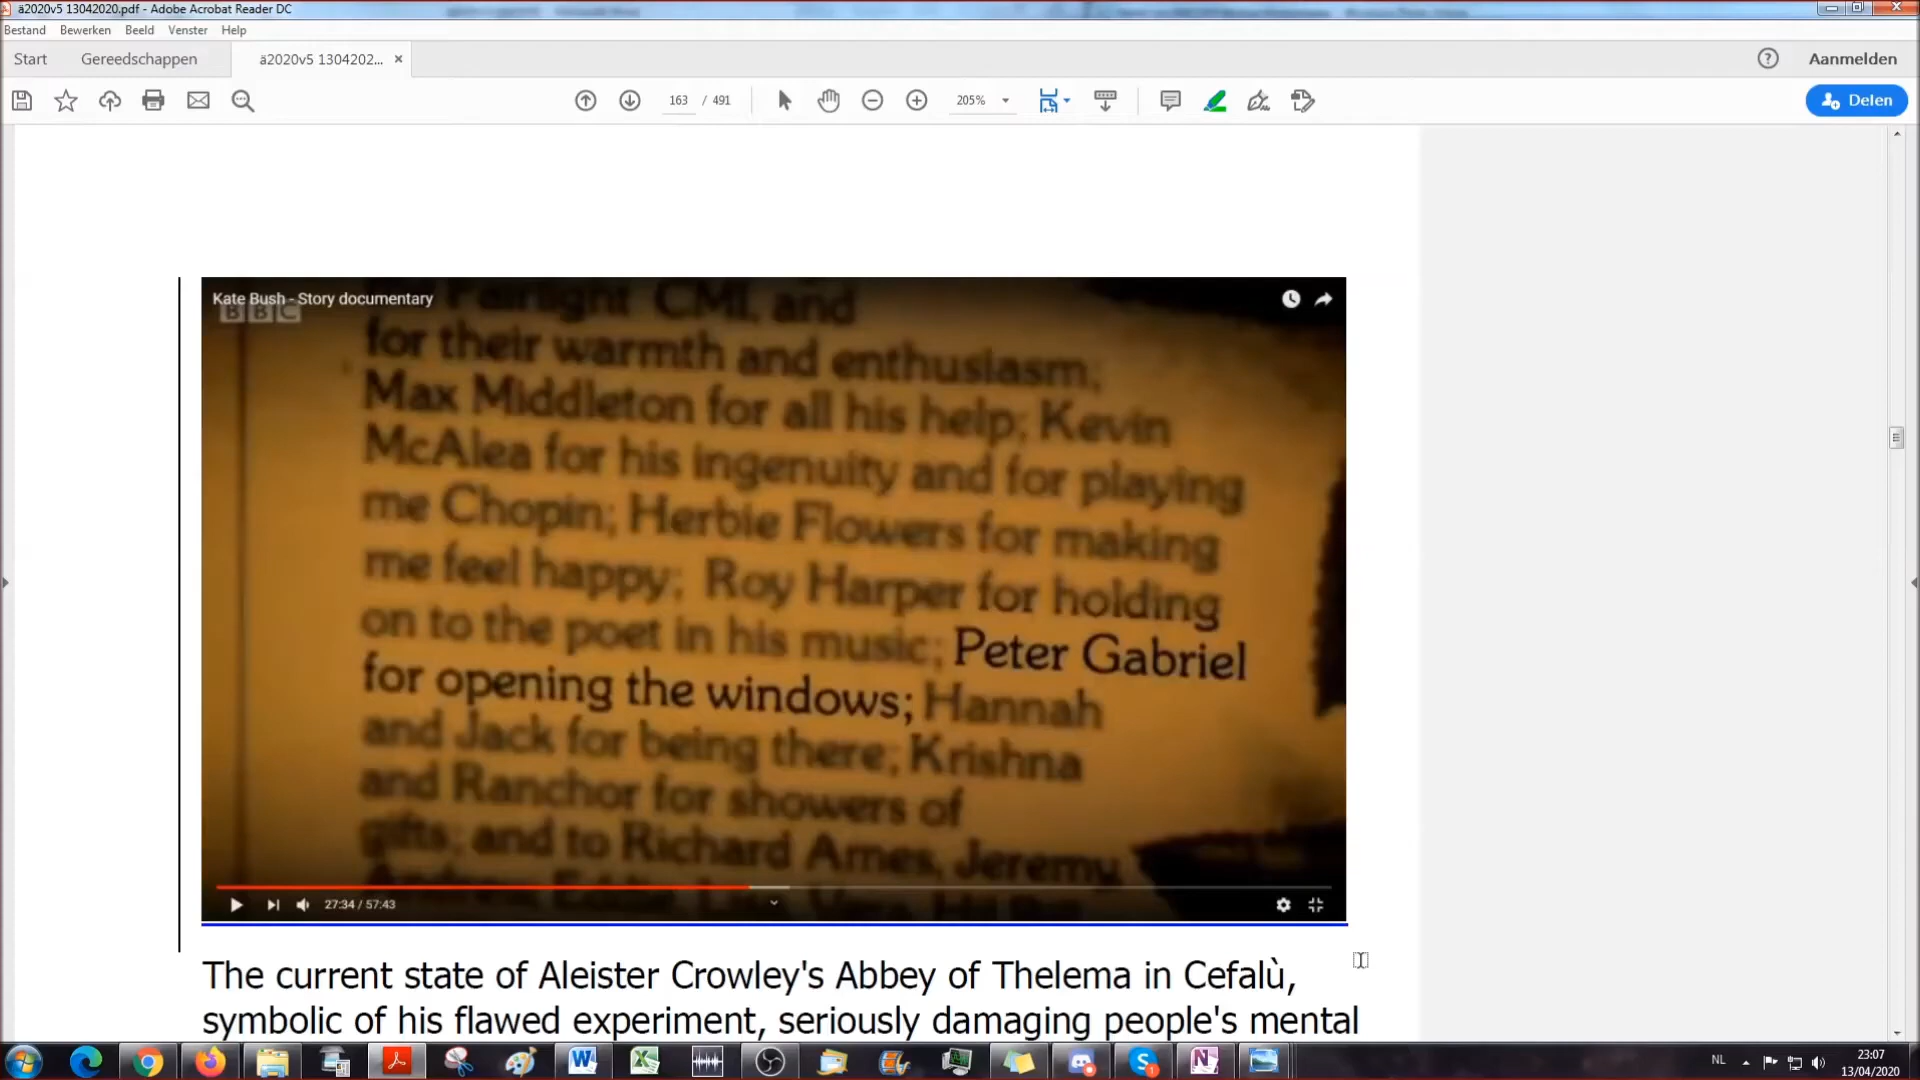 ä2020v5 13042020.pdf - Adobe Acrobat Reader DC
Bestand Bewerken Beeld Venster Help
Start Gereedschappen ä2020v5 1304202... Aanmelden
163 / 491 205% Delen
Kate Bush - Story documentary
BBC
Fairlight CMI, and
for their warmth and enthusiasm;
Max Middleton for all his help; Kevin
McAlea for his ingenuity and for playing
me Chopin; Herbie Flowers for making
me feel happy; Roy Harper for holding
on to the poet in his music; Peter Gabriel
for opening the windows; Hannah
and Jack for being there; Krishna
and Ranchor for showers of
gifts; and to Richard Ames, Jeremy
27:34 / 57:43
The current state of Aleister Crowley's Abbey of Thelema in Cefalù,
symbolic of his flawed experiment, seriously damaging people's mental
NL 23:07
13/04/2020